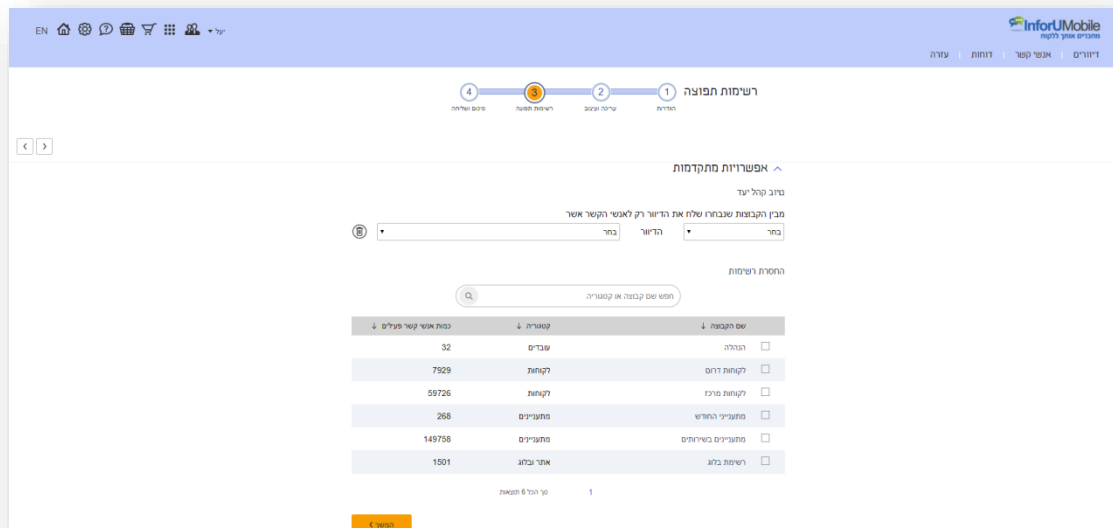 InforUMobile
מחברים אותך ללקוח
יעל
EN
דיוורים | אנשי קשר | דוחות | עזרה
רשימות תפוצה
1 2 3 4
הגדרות עריכה ועיצוב רשימות תפוצה סיכום ושליחה
אפשרויות מתקדמות
טיוב קהל יעד
מבין הקבוצות שנבחרו שלח את הדיוור רק לאנשי הקשר אשר
בחר הדיוור בחר
החסרת רשימות
חפש שם קבוצה או קטגוריה
שם הקבוצה קטגוריה כמות אנשי קשר פעילים
הנהלה עובדים 32
לקוחות דרום לקוחות 7929
לקוחות מרכז לקוחות 59726
מתענייני החודש מתעניינים 268
מתעניינים בשירותים מתעניינים 149758
רשימת בלוג אתר ובלוג 1501
1 סך הכל 6 תוצאות
המשך